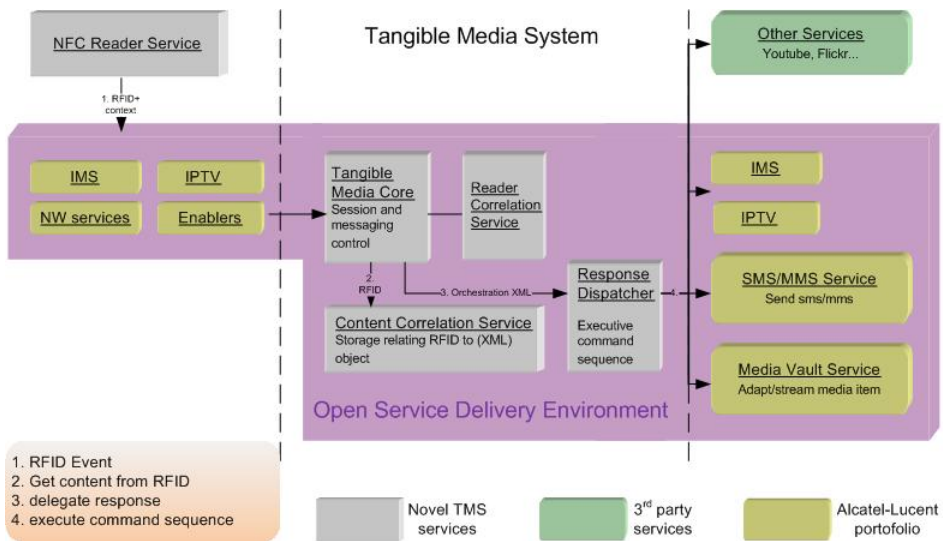 NFC Reader Service
Tangible Media System
Other Services
Youtube, Flickr...
1. RFID+
context
IMS
IPTV
NW services
Enablers
Tangible
Media Core
Session and
messaging
control
Reader
Correlation
Service
IMS
IPTV
2.
RFID
3. Orchestration XML
Response
Dispatcher
Executive
command
sequence
4.
SMS/MMS Service
Send sms/mms
Content Correlation Service
Storage relating RFID to (XML)
object
Media Vault Service
Adapt/stream media item
Open Service Delivery Environment
1. RFID Event
2. Get content from RFID
3. delegate response
4. execute command sequence
Novel TMS
services
3rd party
services
Alcatel-Lucent
portofolio